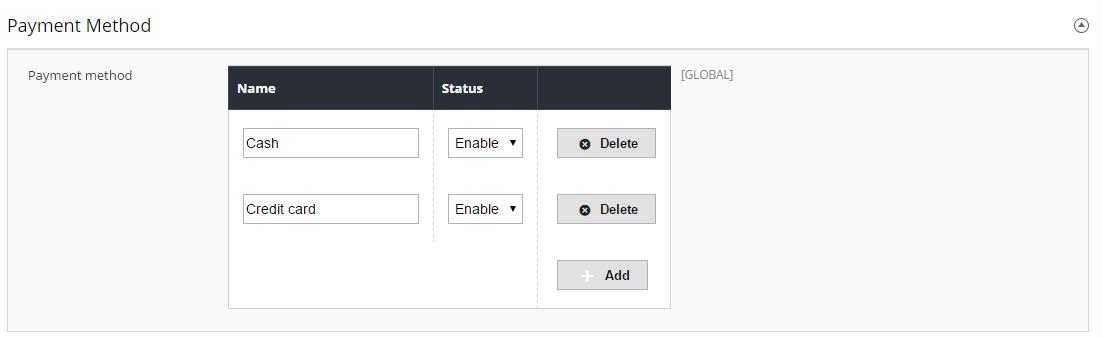 Payment Method
Payment method
Name Status
[GLOBAL]
Cash Enable Delete
Credit card Enable Delete
Add